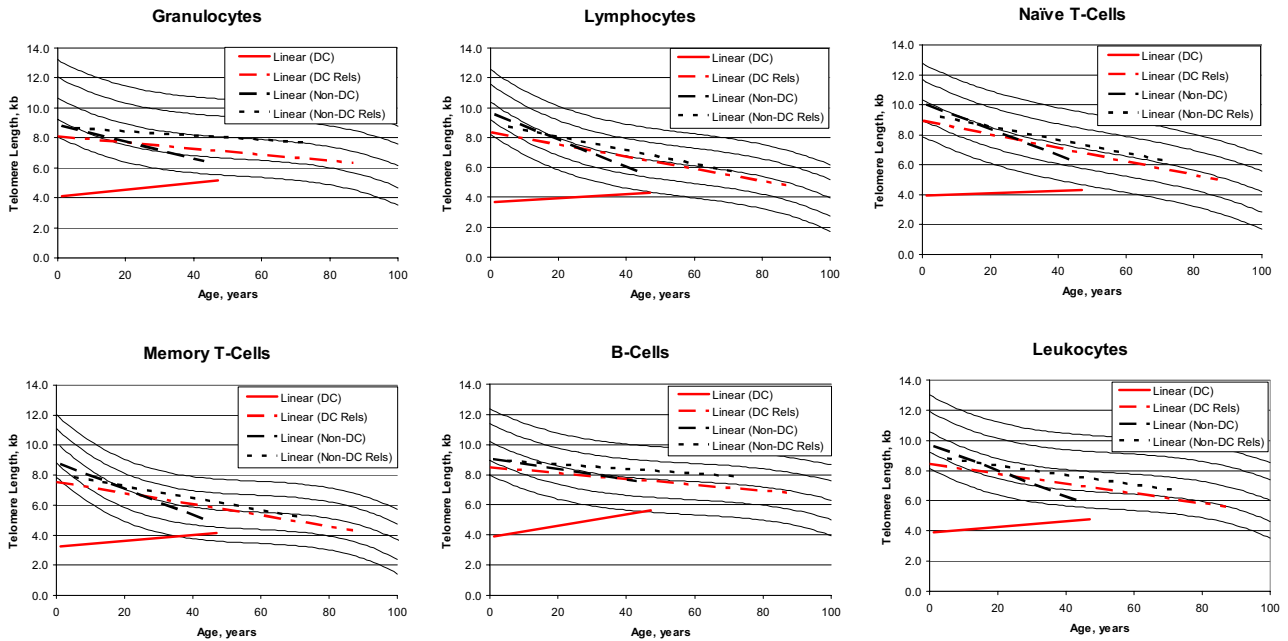 Granulocytes
Telomere Length, kb
14.0
12.0
10.0
8.0
6.0
4.0
2.0
0.0
0 20 40 60 80 100
Age, years
Linear (DC)
Linear (DC Rels)
Linear (Non-DC)
Linear (Non-DC Rels)
Lymphocytes
Telomere Length, kb
14.0
12.0
10.0
8.0
6.0
4.0
2.0
0.0
0 20 40 60 80 100
Age, years
Linear (DC)
Linear (DC Rels)
Linear (Non-DC)
Linear (Non-DC Rels)
Naïve T-Cells
Telomere Length, kb
14.0
12.0
10.0
8.0
6.0
4.0
2.0
0.0
0 20 40 60 80 100
Age, years
Linear (DC)
Linear (DC Rels)
Linear (Non-DC)
Linear (Non-DC Rels)
Memory T-Cells
Telomere Length, kb
14.0
12.0
10.0
8.0
6.0
4.0
2.0
0.0
0 20 40 60 80 100
Age, years
Linear (DC)
Linear (DC Rels)
Linear (Non-DC)
Linear (Non-DC Rels)
B-Cells
Telomere Length, kb
14.0
12.0
10.0
8.0
6.0
4.0
2.0
0.0
0 20 40 60 80 100
Age, years
Linear (DC)
Linear (DC Rels)
Linear (Non-DC)
Linear (Non-DC Rels)
Leukocytes
Telomere Length, kb
14.0
12.0
10.0
8.0
6.0
4.0
2.0
0.0
0 20 40 60 80 100
Age, years
Linear (DC)
Linear (DC Rels)
Linear (Non-DC)
Linear (Non-DC Rels)